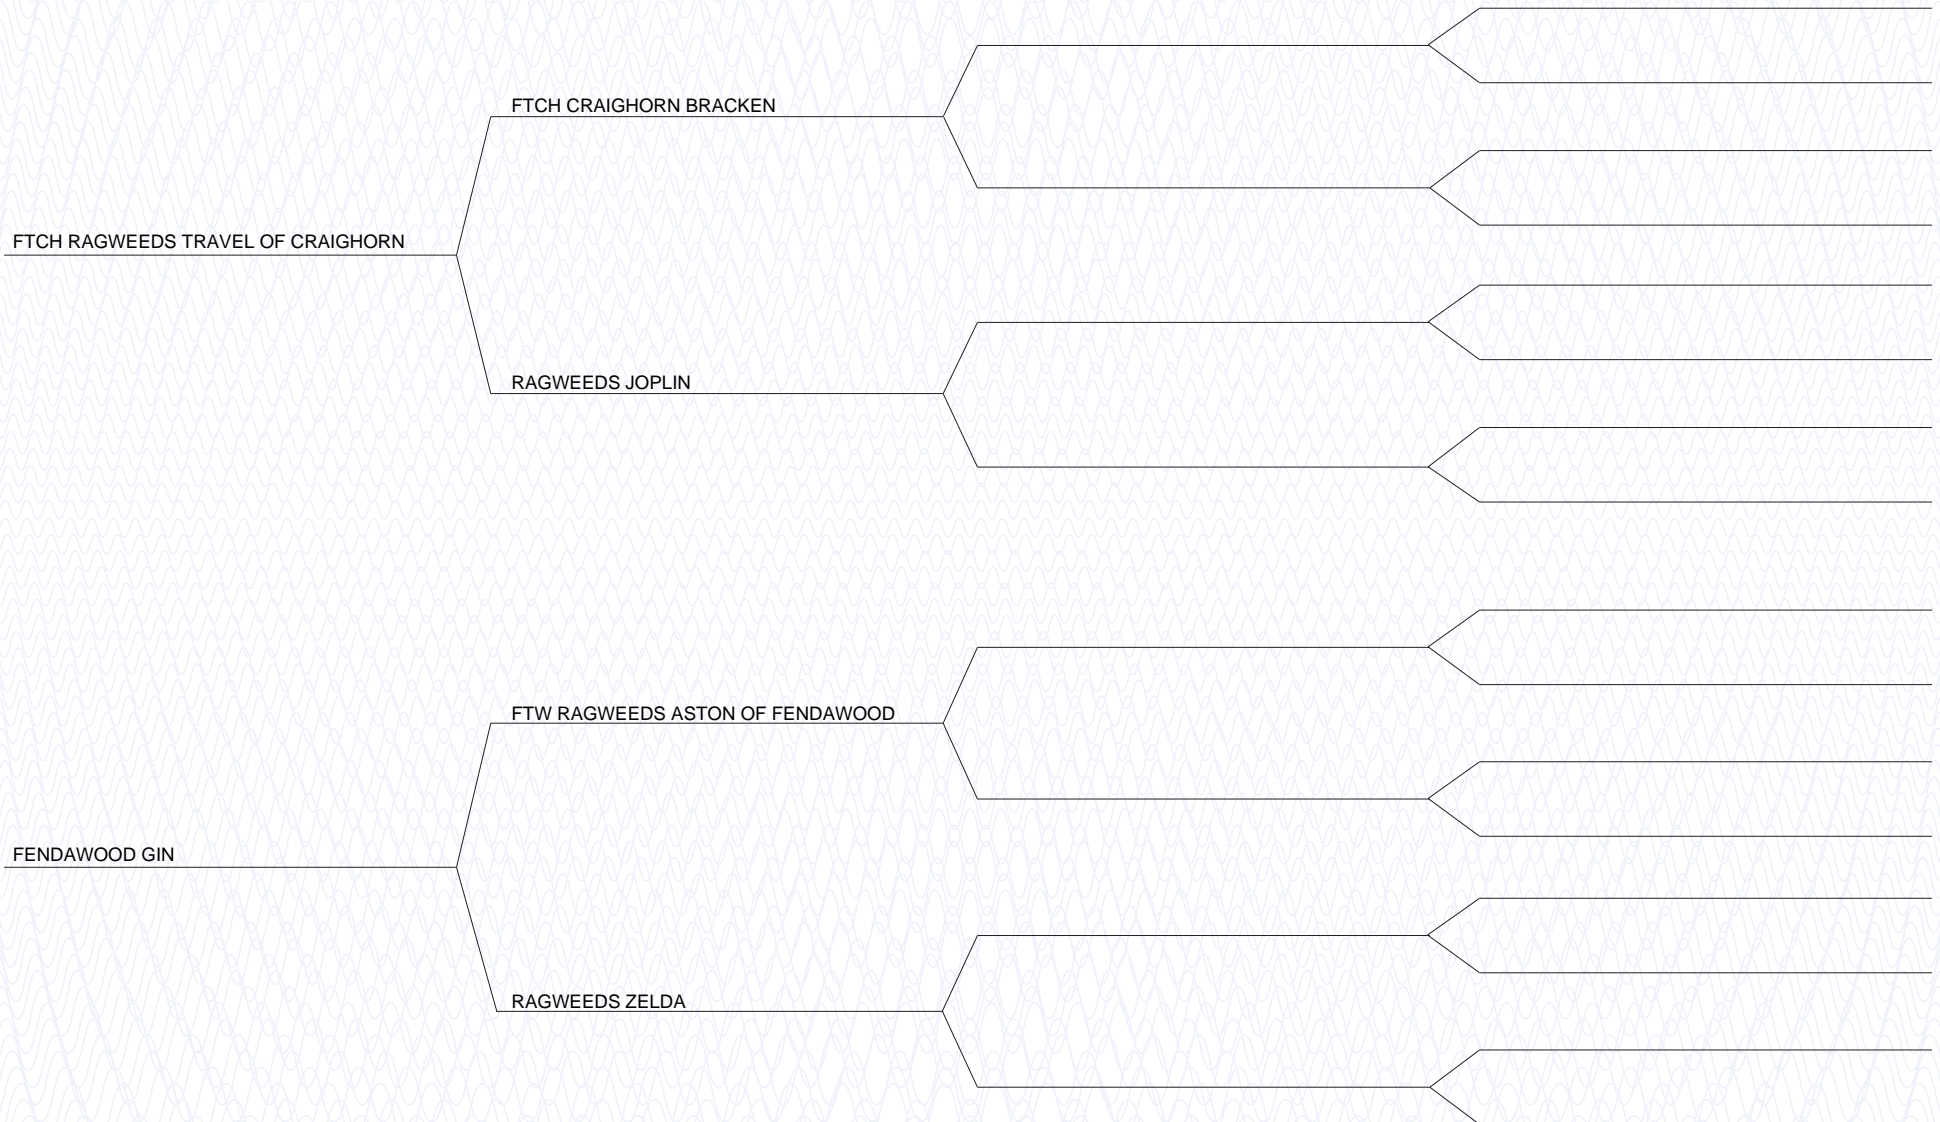 FTCH CRAIGHORN BRACKEN
FTCH RAGWEEDS TRAVEL OF CRAIGHORN
RAGWEEDS JOPLIN
FTW RAGWEEDS ASTON OF FENDAWOOD
FENDAWOOD GIN
RAGWEEDS ZELDA